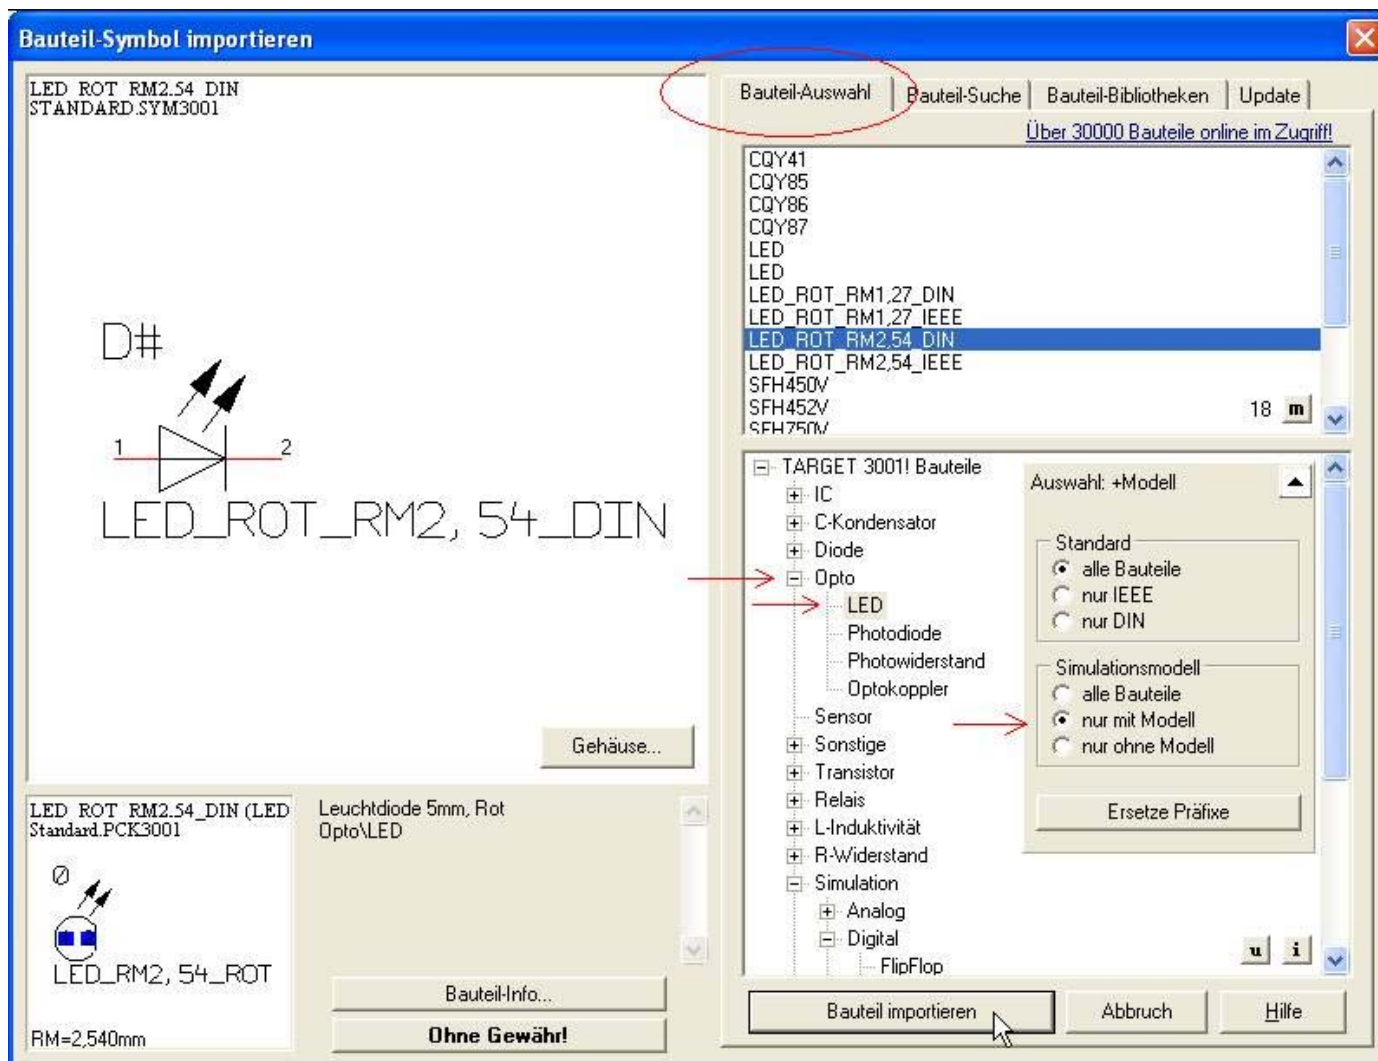 Bauteil-Symbol importieren
LED ROT RM2.54 DIN
STANDARD.SYM3001
D#
1
2
LED_ROT_RM2, 54_DIN
Gehäuse...
LED ROT RM2.54_DIN (LED
Standard.PCK3001
Ø
LED_RM2, 54_ROT
RM=2,540mm
Leuchtdiode 5mm, Rot
Opto\LED
Bauteil-Info...
Ohne Gewähr!
Bauteil-Auswahl
Bauteil-Suche
Bauteil-Bibliotheken
Update
Über 30000 Bauteile online im Zugriff!
CQY41
CQY85
CQY86
CQY87
LED
LED
LED_ROT_RM1,27_DIN
LED_ROT_RM1,27_IEEE
LED_ROT_RM2,54_DIN
LED_ROT_RM2,54_IEEE
SFH450V
SFH452V
SFH750V
18
m
TARGET 3001! Bauteile
IC
C-Kondensator
Diode
Opto
LED
Photodiode
Photowiderstand
Optokoppler
Sensor
Sonstige
Transistor
Relais
L-Induktivität
R-Widerstand
Simulation
Analog
Digital
FlipFlop
Auswahl: +Modell
Standard
alle Bauteile
nur IEEE
nur DIN
Simulationsmodell
alle Bauteile
nur mit Modell
nur ohne Modell
Ersetze Präfixe
u
i
Bauteil importieren
Abbruch
Hilfe